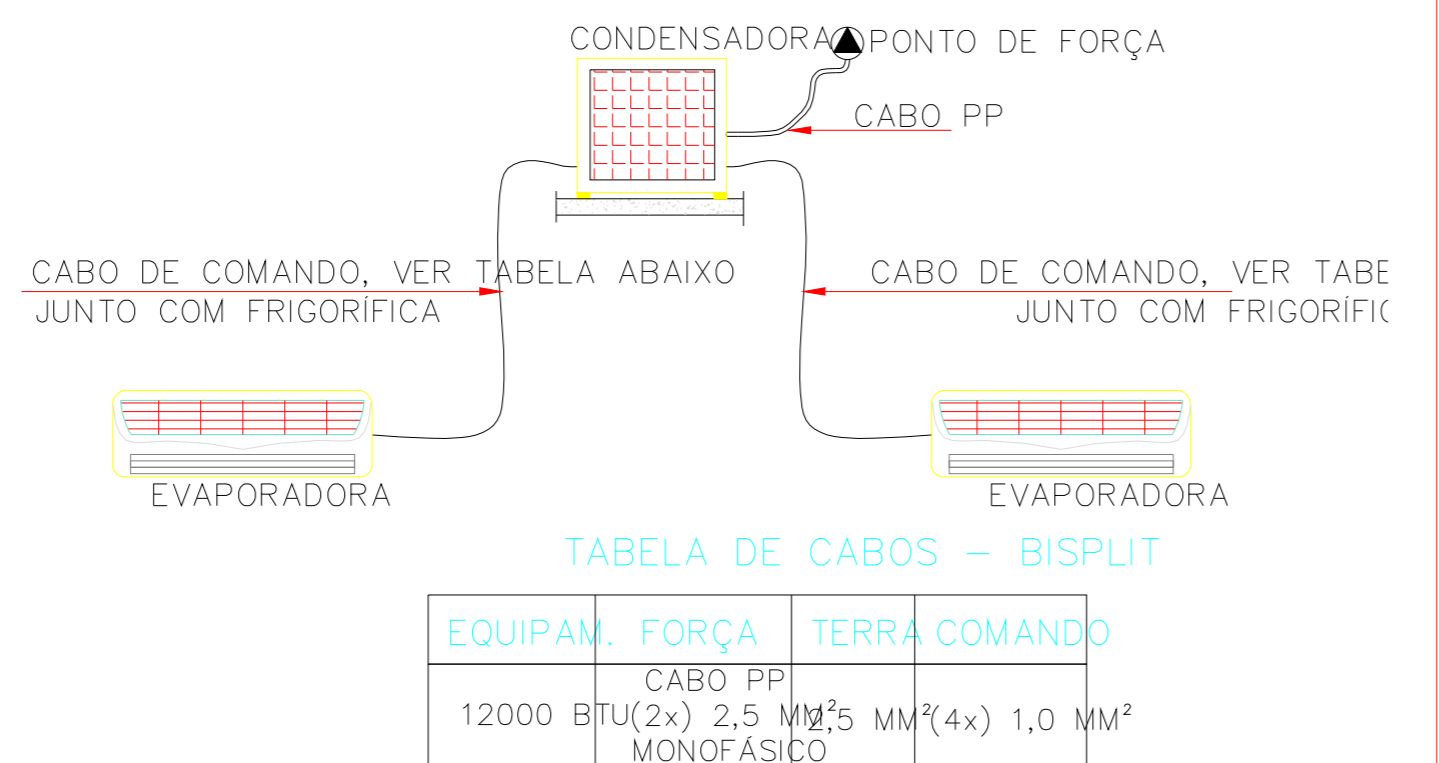 CONDENSADORA
PONTO DE FORÇA
CABO PP
CABO DE COMANDO, VER TABELA ABAIXO
JUNTO COM FRIGORÍFICA
CABO DE COMANDO, VER TABE
JUNTO COM FRIGORÍFI
EVAPORADORA
EVAPORADORA
TABELA DE CABOS – BISPLIT
EQUIPAM. FORÇA TERRA COMANDO
CABO PP
12000 BTU (2x) 2,5 MM² 2,5 MM² (4x) 1,0 MM²
MONOFÁSICO